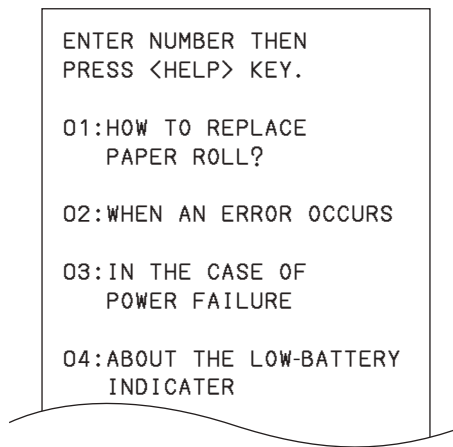 ENTER NUMBER THEN
PRESS <HELP> KEY.
01:HOW TO REPLACE
PAPER ROLL?
02:WHEN AN ERROR OCCURS
03:IN THE CASE OF
POWER FAILURE
04:ABOUT THE LOW-BATTERY
INDICATER